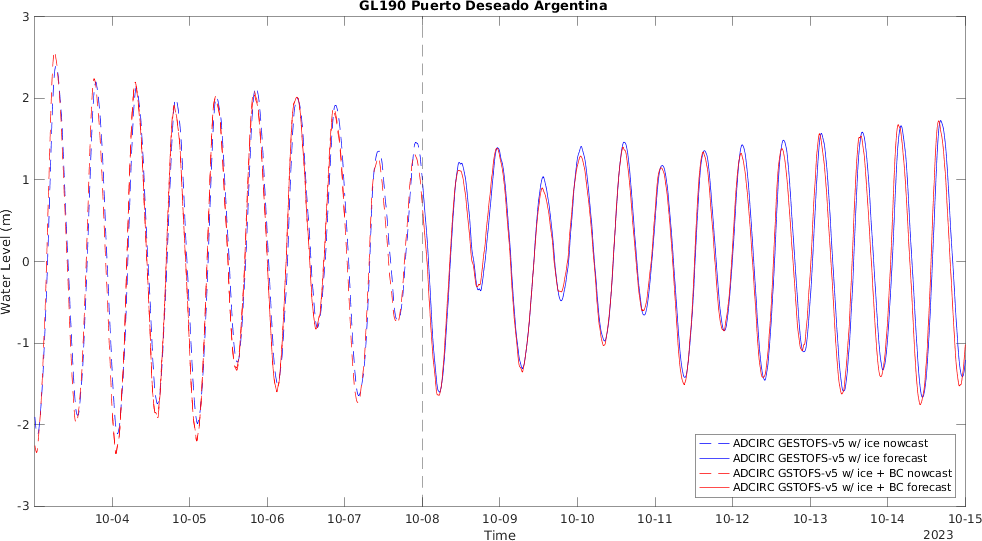 GL190 Puerto Deseado Argentina
3
2
1
0
-1
-2
-3
Water Level (m)
ADCIRC GESTOFS-v5 w/ ice nowcast
ADCIRC GESTOFS-v5 w/ ice forecast
ADCIRC GSTOFS-v5 w/ ice + BC nowcast
ADCIRC GSTOFS-v5 w/ ice + BC forecast
10-04 10-05 10-06 10-07 10-08 10-09 10-10 10-11 10-12 10-13 10-14 10-15
Time
2023